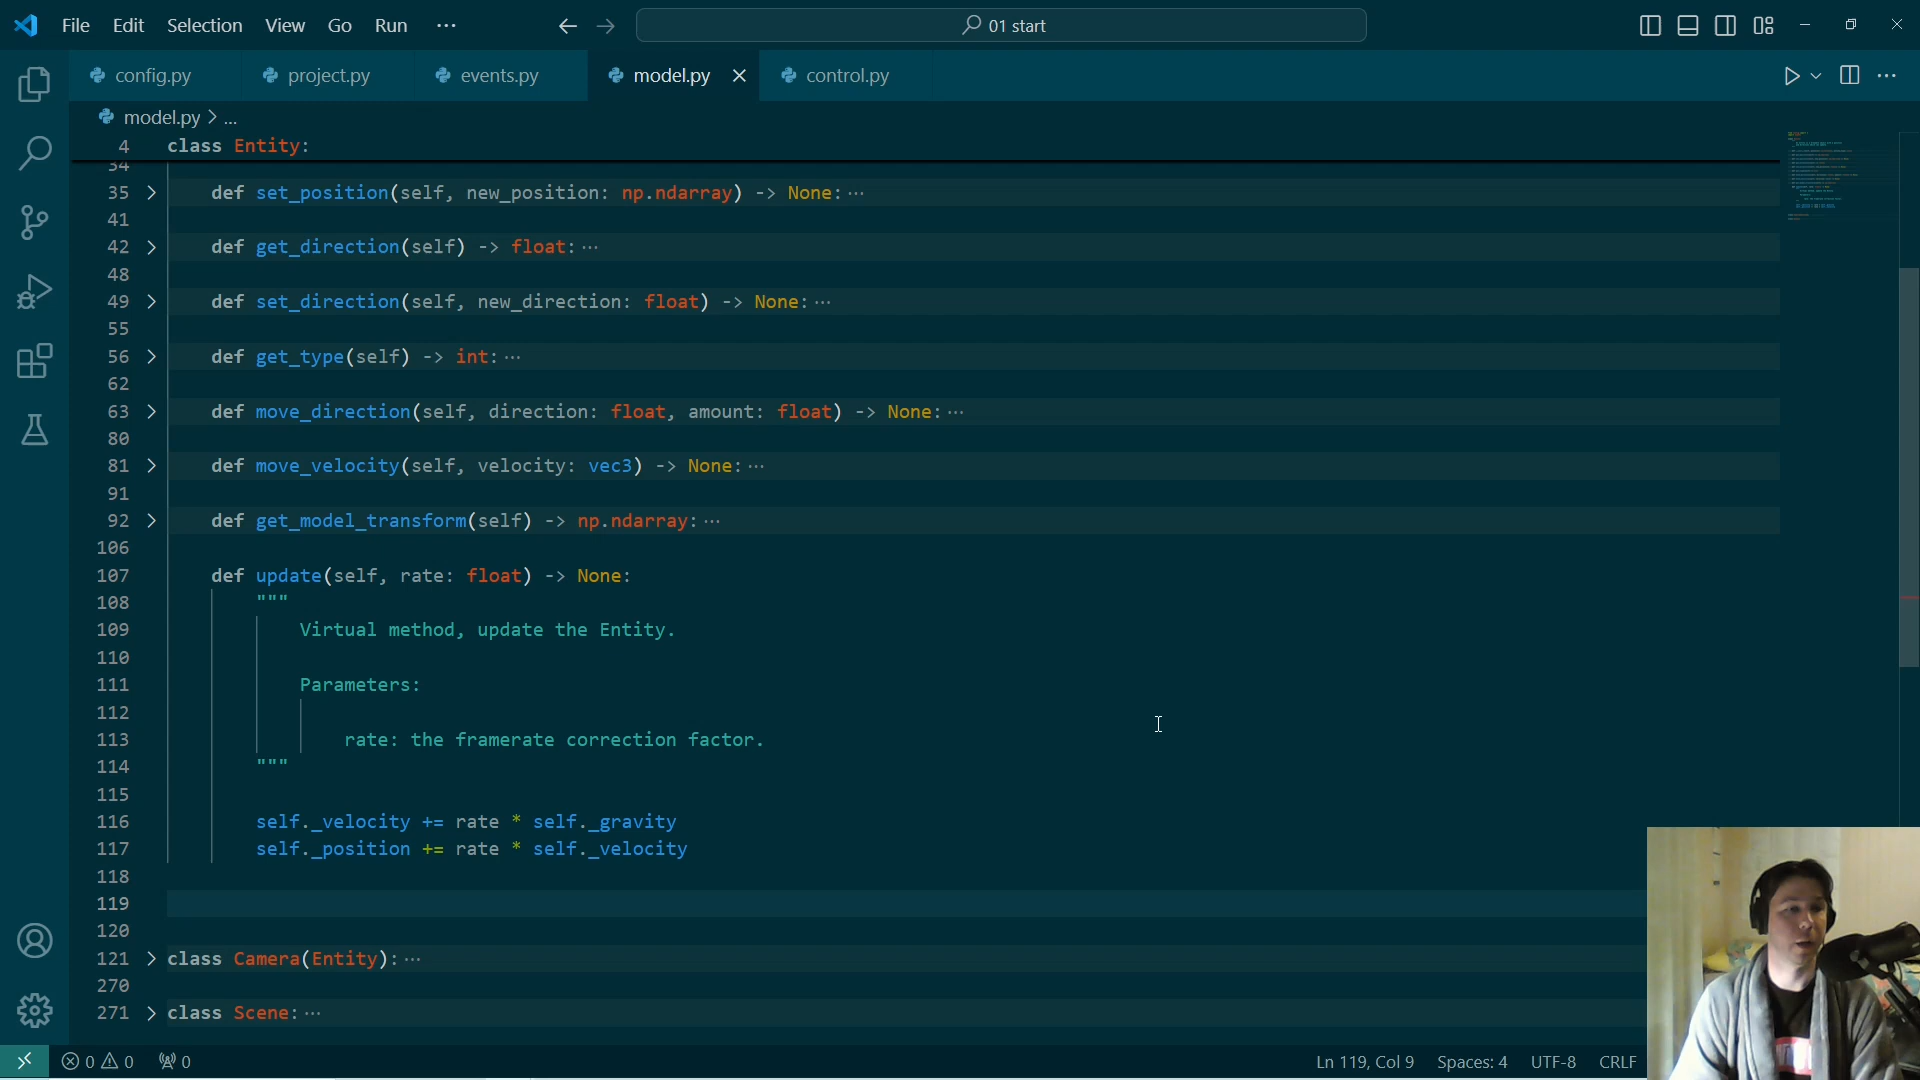 File Edit Selection View Go Run ···
01 start
config.py project.py events.py model.py control.py
model.py > ...
4 class Entity:
34
35 def set_position(self, new_position: np.ndarray) -> None: ···
41
42 def get_direction(self) -> float: ···
48
49 def set_direction(self, new_direction: float) -> None: ···
55
56 def get_type(self) -> int: ···
62
63 def move_direction(self, direction: float, amount: float) -> None: ···
80
81 def move_velocity(self, velocity: vec3) -> None: ···
91
92 def get_model_transform(self) -> np.ndarray: ···
106
107 def update(self, rate: float) -> None:
108 """
109 Virtual method, update the Entity.
110
111 Parameters:
112
113 rate: the framerate correction factor.
114 """
115
116 self._velocity += rate * self._gravity
117 self._position += rate * self._velocity
118
119
120
121 class Camera(Entity): ···
270
271 class Scene: ···
0 0 0 Ln 119, Col 9 Spaces: 4 UTF-8 CRLF